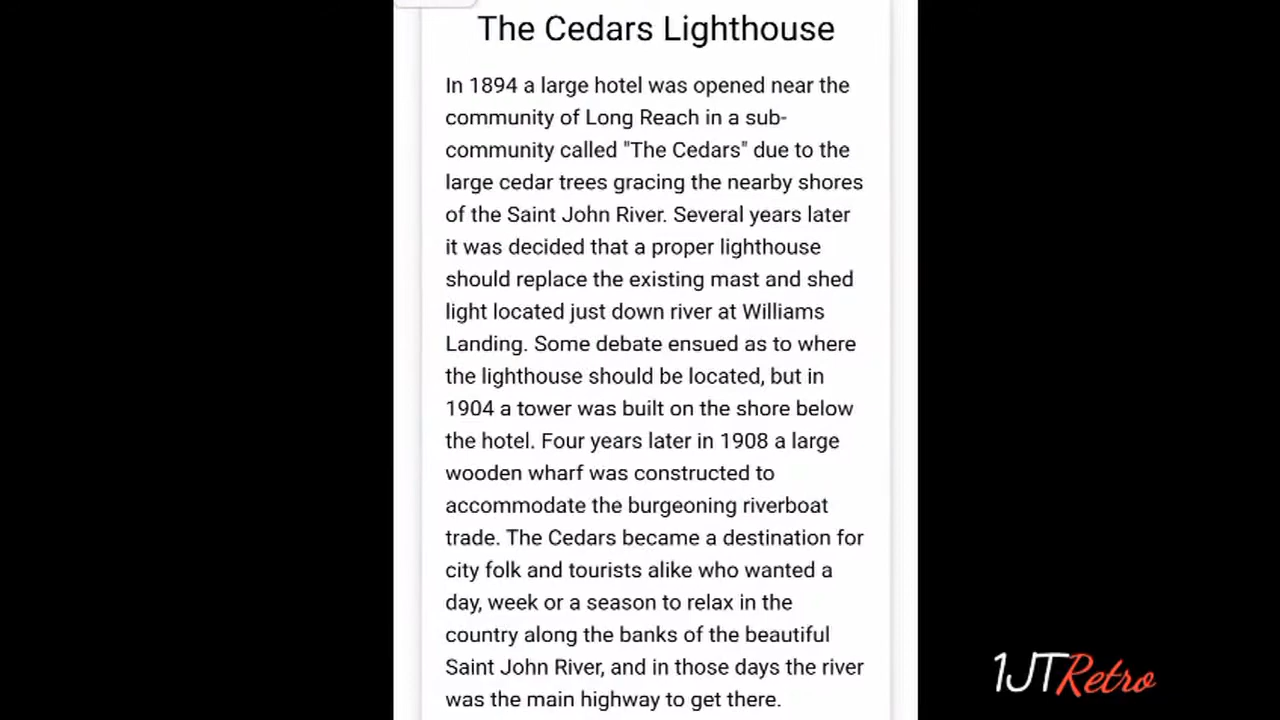 The Cedars Lighthouse
In 1894 a large hotel was opened near the
community of Long Reach in a sub-
community called "The Cedars" due to the
large cedar trees gracing the nearby shores
of the Saint John River. Several years later
it was decided that a proper lighthouse
should replace the existing mast and shed
light located just down river at Williams
Landing. Some debate ensued as to where
the lighthouse should be located, but in
1904 a tower was built on the shore below
the hotel. Four years later in 1908 a large
wooden wharf was constructed to
accommodate the burgeoning riverboat
trade. The Cedars became a destination for
city folk and tourists alike who wanted a
day, week or a season to relax in the
country along the banks of the beautiful
Saint John River, and in those days the river
was the main highway to get there.
1JTRetro